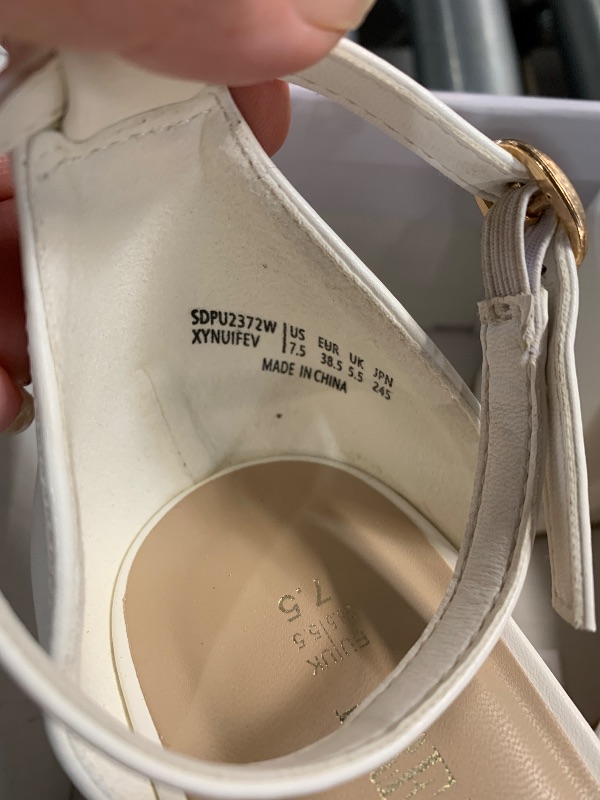 SDPU2372W
XYNUIFEV
US EUR UK JPN
7.5 38.5 5.5 245
MADE IN CHINA
7.5